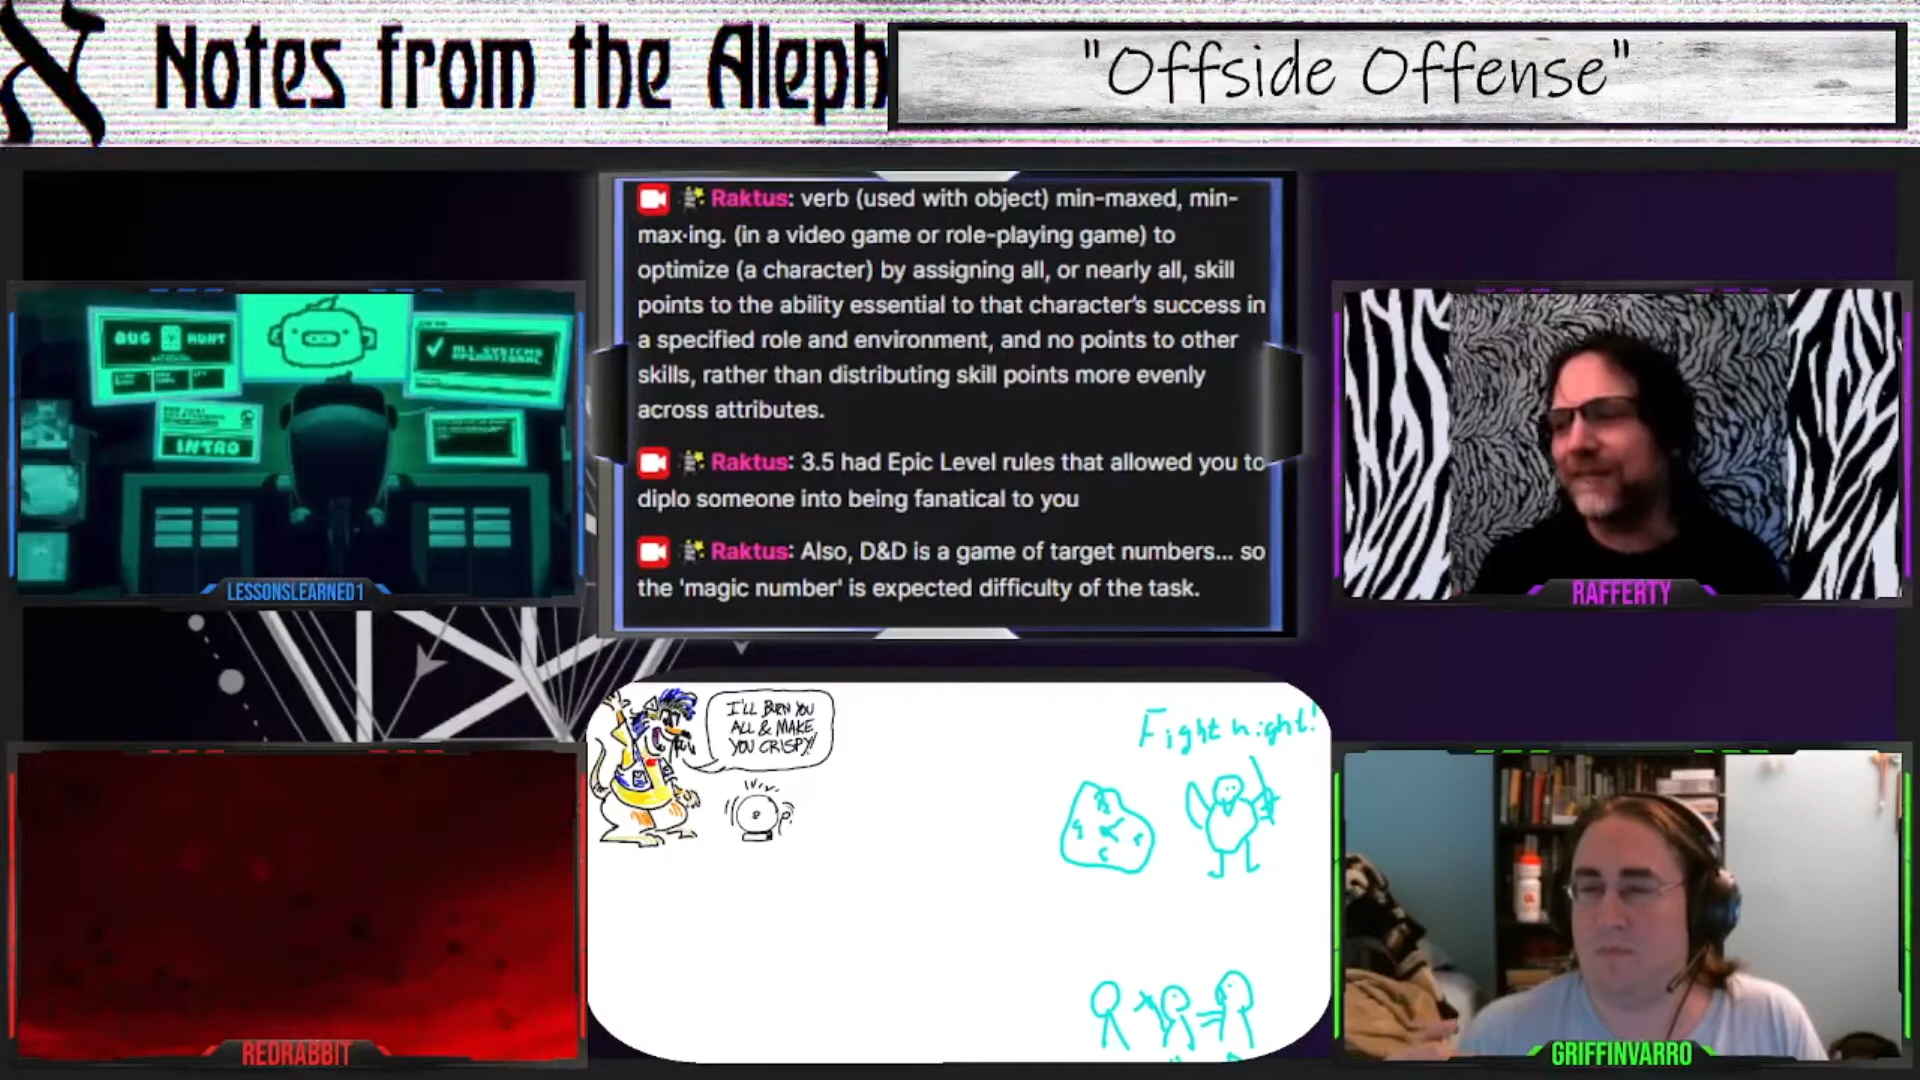 א Notes from the Aleph
"Offside Offense"
Raktus: verb (used with object) min-maxed, min-
max·ing. (in a video game or role-playing game) to
optimize (a character) by assigning all, or nearly all, skill
points to the ability essential to that character's success in
a specified role and environment, and no points to other
skills, rather than distributing skill points more evenly
across attributes.
Raktus: 3.5 had Epic Level rules that allowed you to
diplo someone into being fanatical to you
Raktus: Also, D&D is a game of target numbers... so
the 'magic number' is expected difficulty of the task.
BUG HUNT
ALL SYSTEMS
OPERATIONAL
INTRO
LESSONSLEARNED1
RAFFERTY
I'LL BURN YOU
ALL & MAKE
YOU CRISPY!
Fight night!
REDRABBIT
GRIFFINVARRO